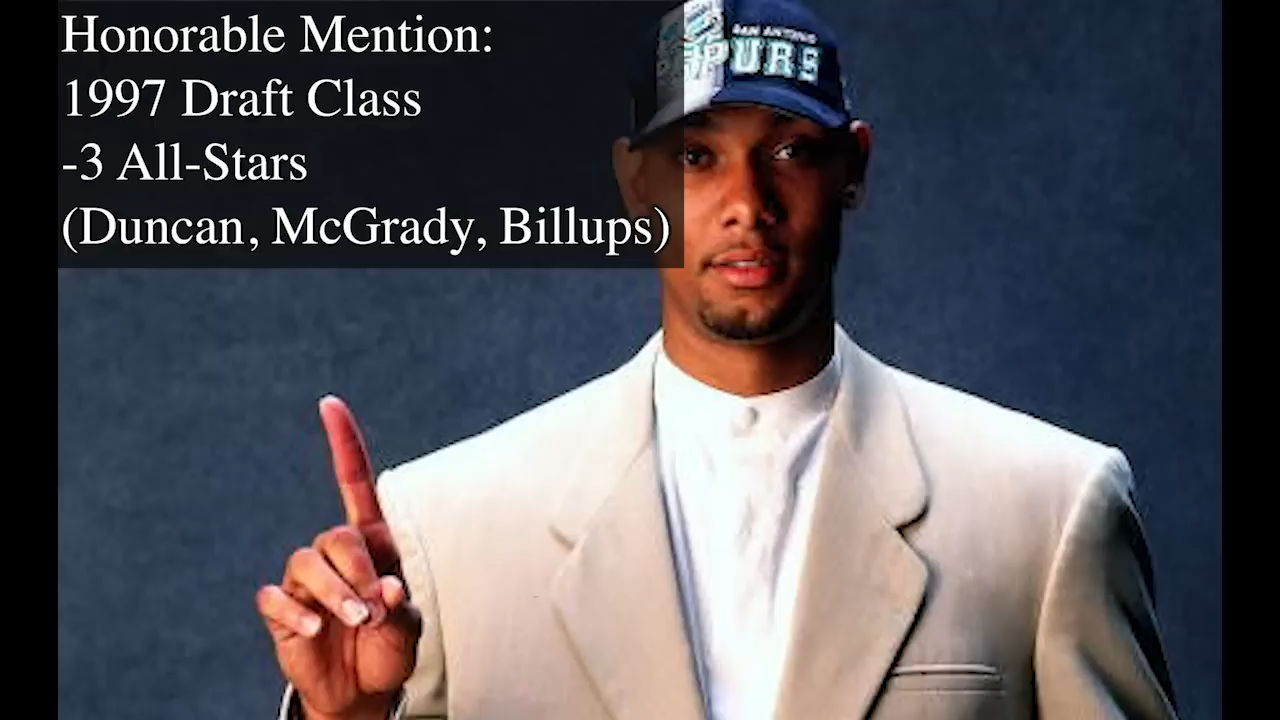 Honorable Mention:
1997 Draft Class
-3 All-Stars
(Duncan, McGrady, Billups)
SAN ANTONIO
SPURS